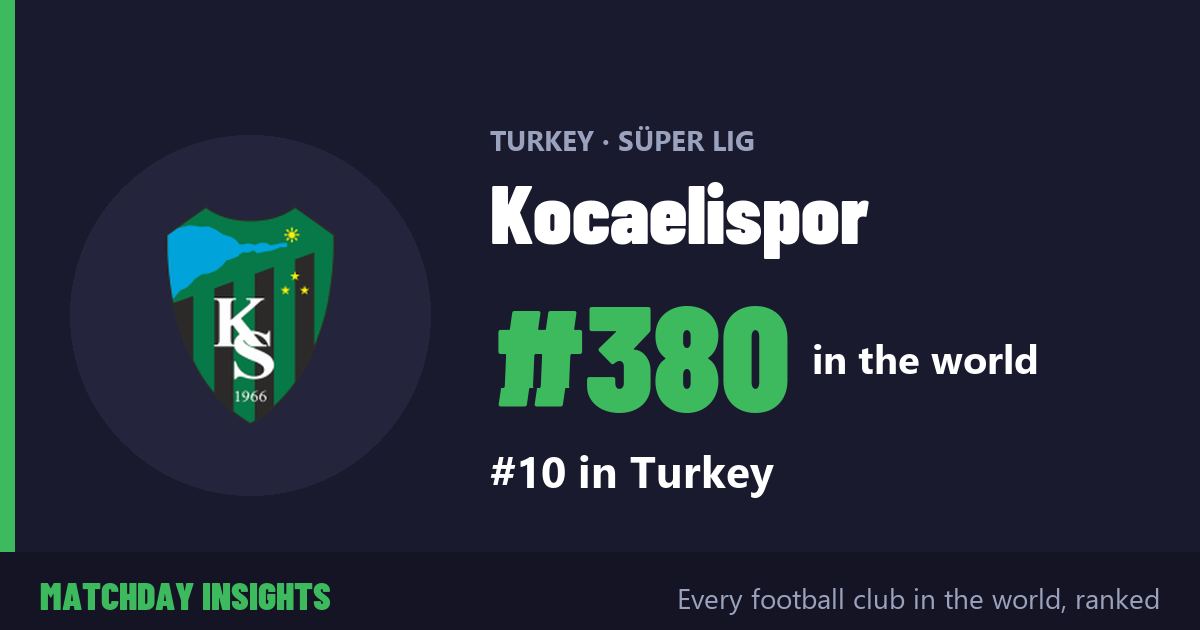 TURKEY · SÜPER LIG
Kocaelispor
#380 in the world
#10 in Turkey
KS
1966
MATCHDAY INSIGHTS
Every football club in the world, ranked